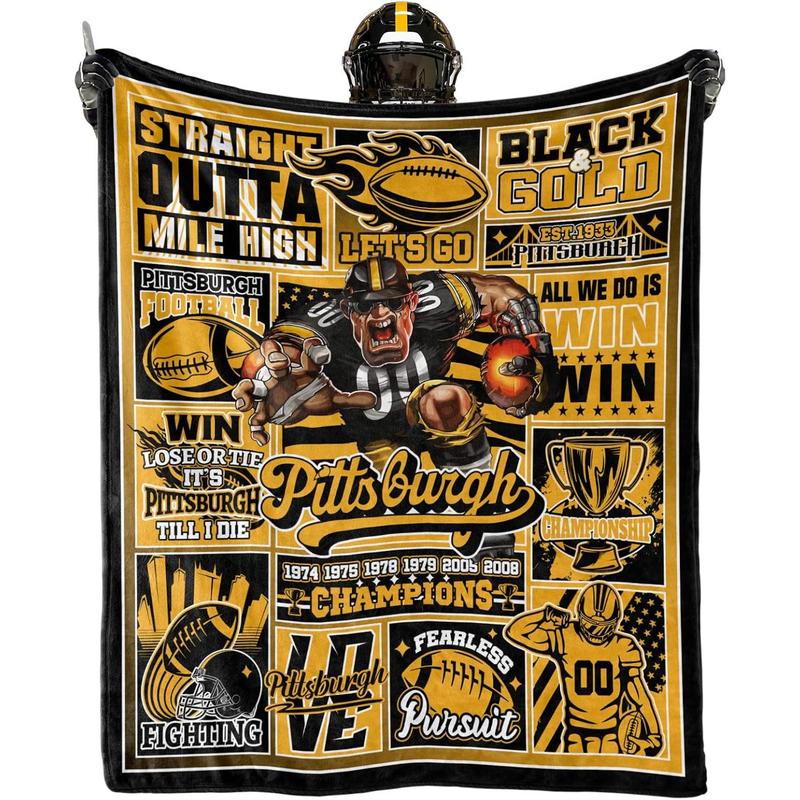 STRAIGHT
OUTTA
MILE HIGH
LET'S GO
BLACK
&
GOLD
EST.1933
PITTSBURGH
PITTSBURGH
FOOTBALL
00
00
00
ALL WE DO IS
WIN
WIN
WIN
LOSE OR TIE
IT'S
PITTSBURGH
TILL I DIE
Pittsburgh
CHAMPIONSHIP
1974 1975 1978 1979 2005 2008
CHAMPIONS
FIGHTING
LO
Pittsburgh
VE
FEARLESS
Pursuit
00